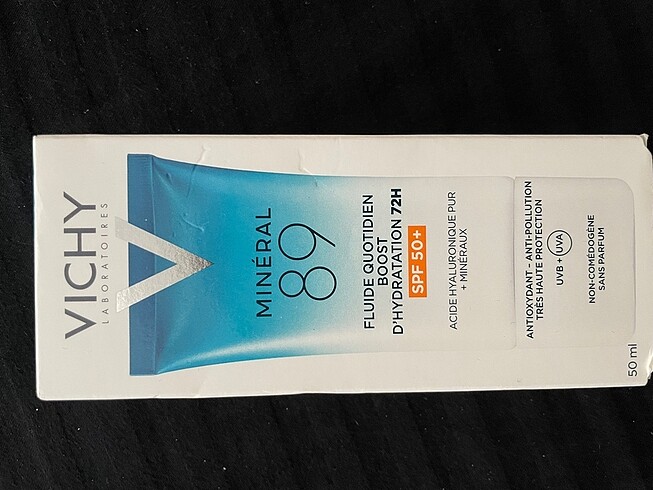 VICHY
LABORATOIRES
MINÉRAL
89
FLUIDE QUOTIDIEN
BOOST
D'HYDRATATION 72H
SPF 50+
ACIDE HYALURONIQUE PUR
+ MINÉRAUX
ANTIOXYDANT - ANTI-POLLUTION
TRÈS HAUTE PROTECTION
UVB + UVA
NON-COMÉDOGÈNE
SANS PARFUM
50 ml